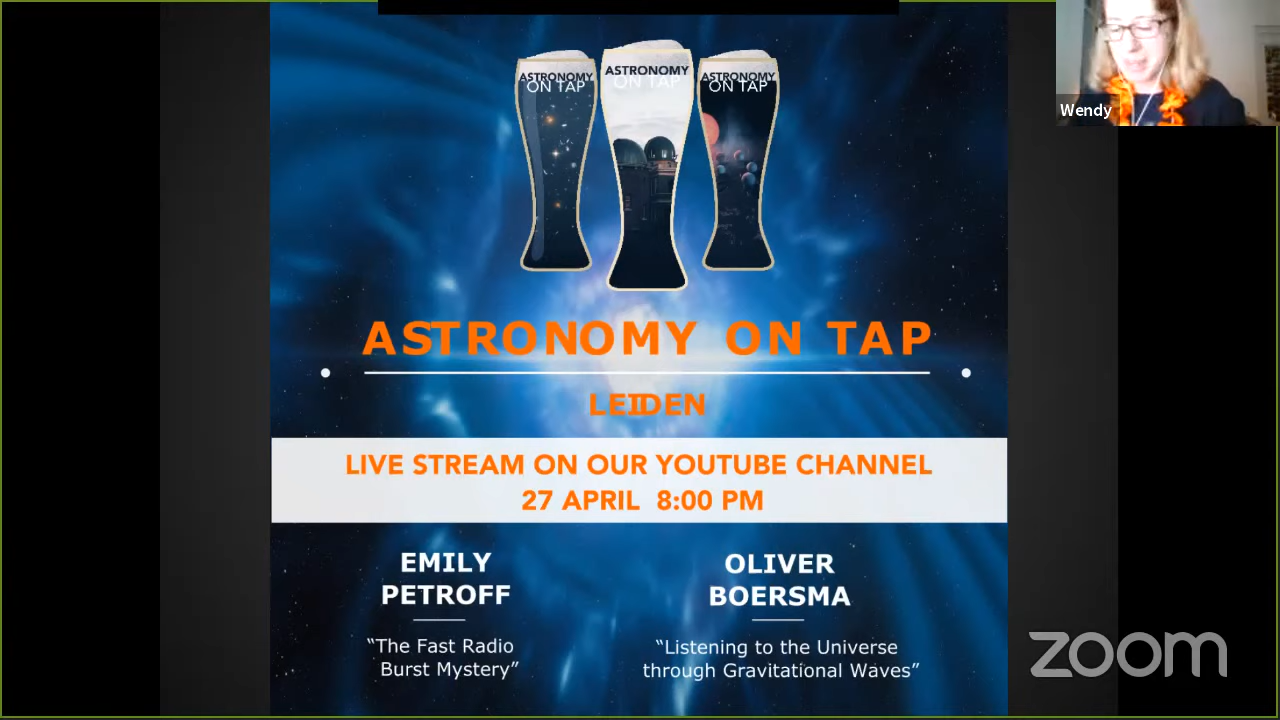 ASTRONOMY
ON TAP
ASTRONOMY
ON TAP
ASTRONOMY
ON TAP
Wendy
ASTRONOMY ON TAP
LEIDEN
LIVE STREAM ON OUR YOUTUBE CHANNEL
27 APRIL 8:00 PM
EMILY
PETROFF
“The Fast Radio
Burst Mystery”
OLIVER
BOERSMA
“Listening to the Universe
through Gravitational Waves”
zoom